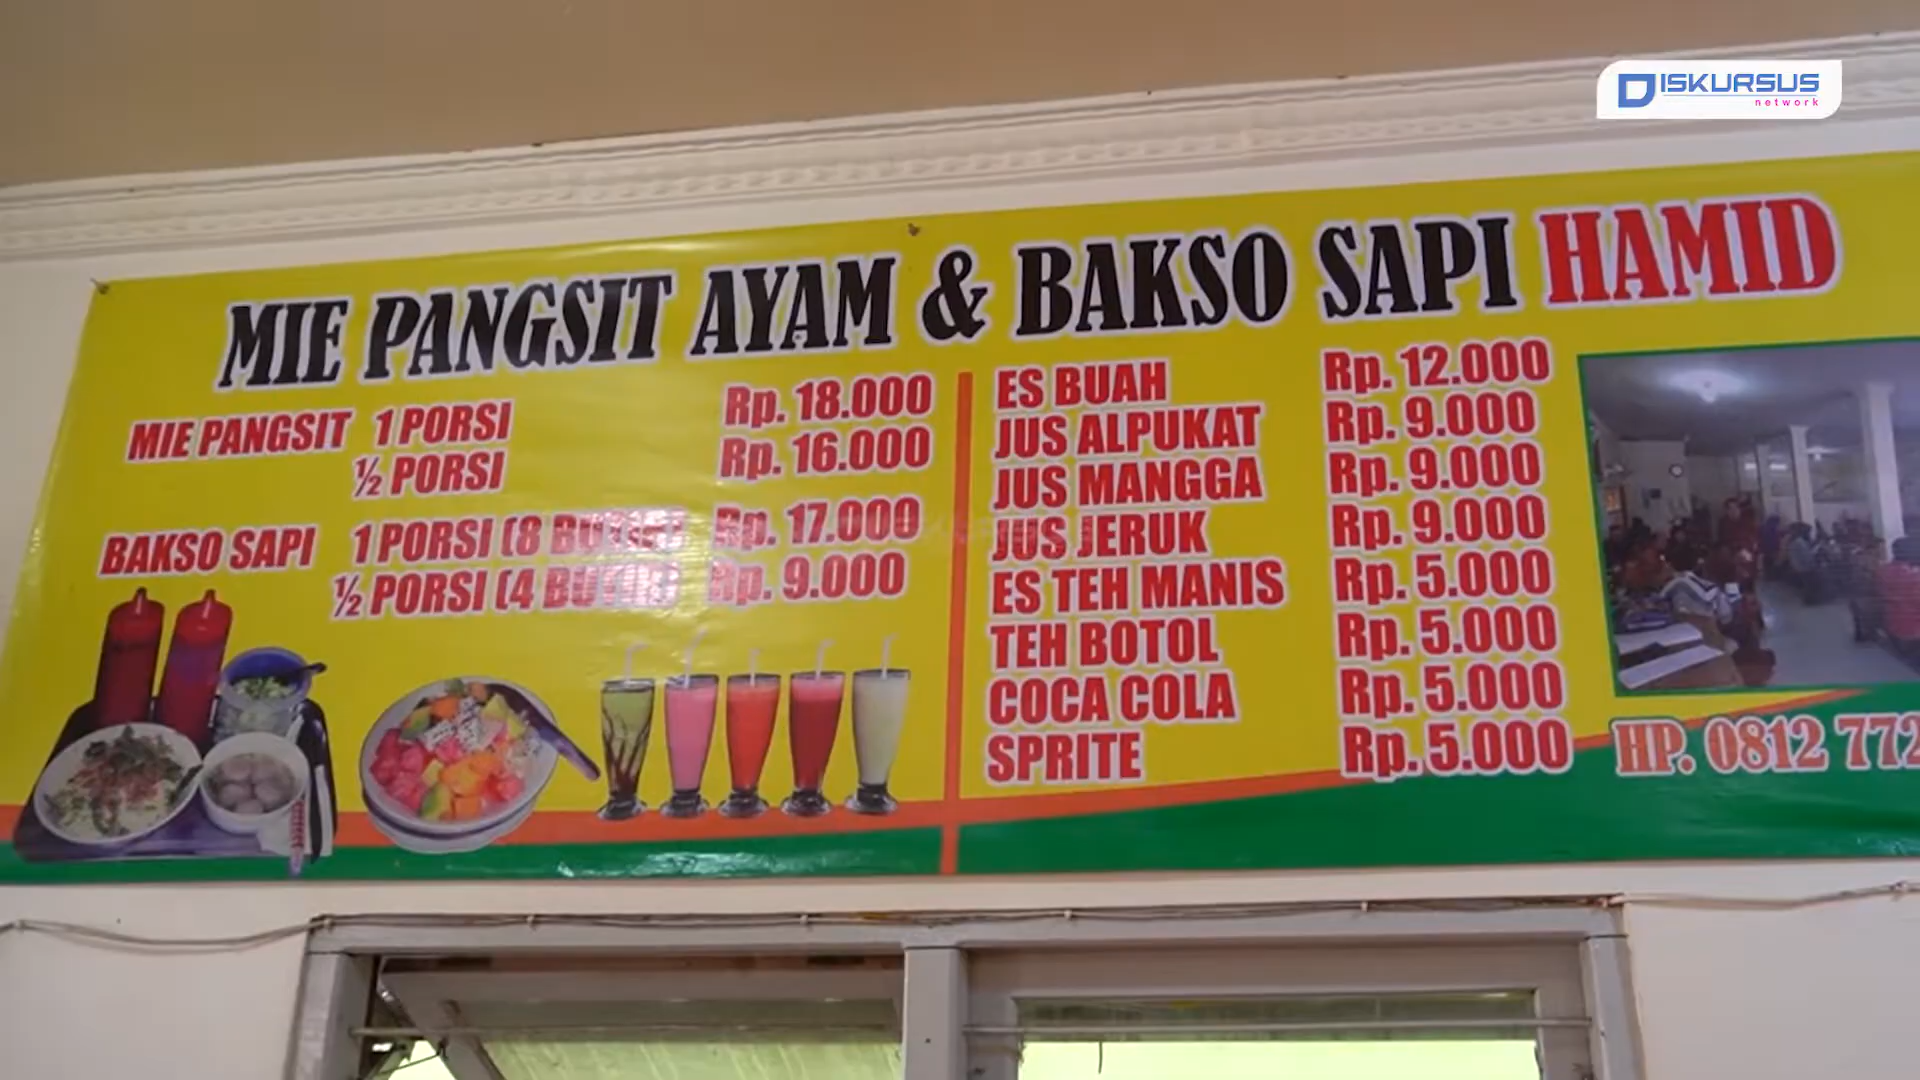 DISKURSUS
network
MIE PANGSIT AYAM & BAKSO SAPI HAMID
MIE PANGSIT 1 PORSI Rp. 18.000
½ PORSI Rp. 16.000
BAKSO SAPI 1 PORSI (8 BUTIR) Rp. 17.000
½ PORSI (4 BUTIR) Rp. 9.000
ES BUAH Rp. 12.000
JUS ALPUKAT Rp. 9.000
JUS MANGGA Rp. 9.000
JUS JERUK Rp. 9.000
ES TEH MANIS Rp. 5.000
TEH BOTOL Rp. 5.000
COCA COLA Rp. 5.000
SPRITE Rp. 5.000
HP. 0812 772